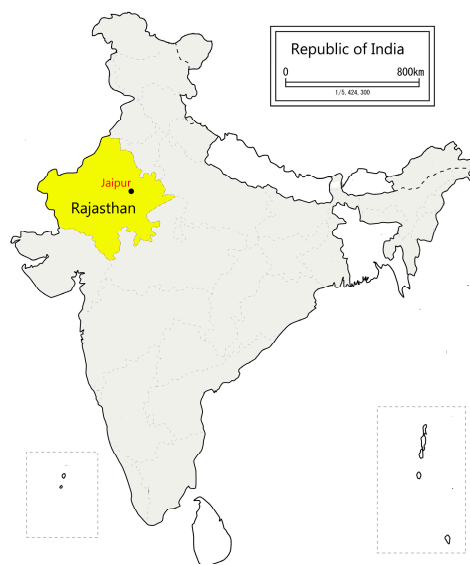 Republic of India
0 800km
1/5, 424, 300
Jaipur
Rajasthan